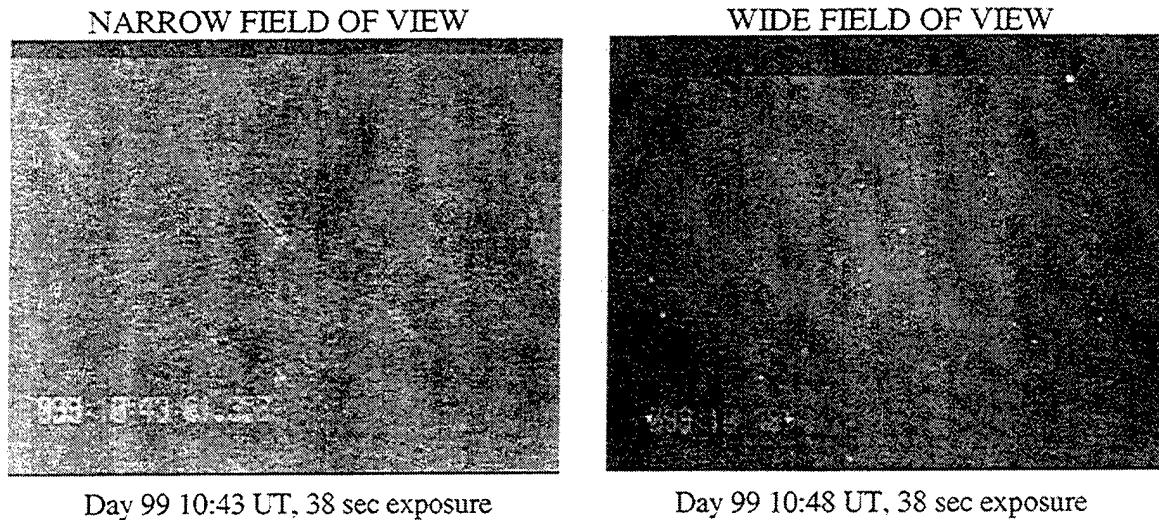 NARROW FIELD OF VIEW
WIDE FIELD OF VIEW
Day 99 10:43 UT, 38 sec exposure
Day 99 10:48 UT, 38 sec exposure